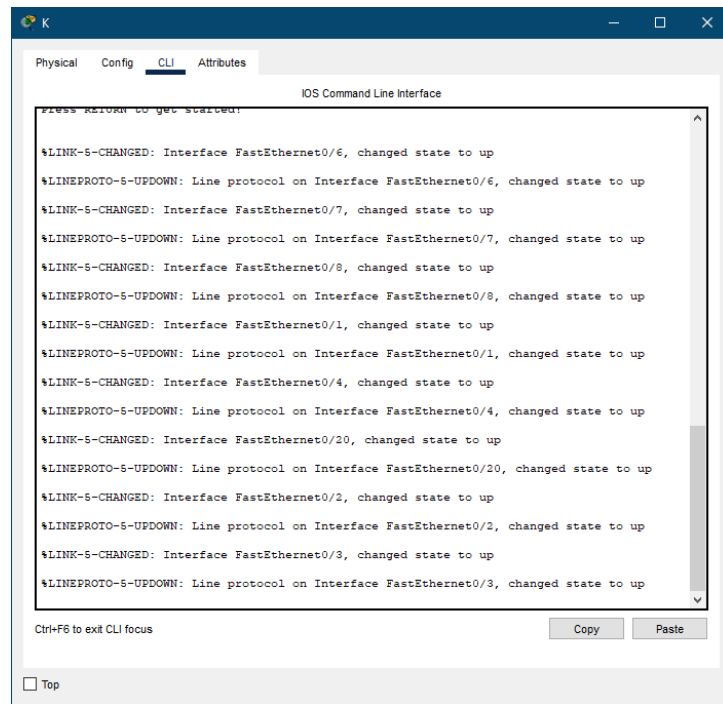 K
Physical Config CLI Attributes
IOS Command Line Interface
Press RETURN to get started!
%LINK-5-CHANGED: Interface FastEthernet0/6, changed state to up
%LINEPROTO-5-UPDOWN: Line protocol on Interface FastEthernet0/6, changed state to up
%LINK-5-CHANGED: Interface FastEthernet0/7, changed state to up
%LINEPROTO-5-UPDOWN: Line protocol on Interface FastEthernet0/7, changed state to up
%LINK-5-CHANGED: Interface FastEthernet0/8, changed state to up
%LINEPROTO-5-UPDOWN: Line protocol on Interface FastEthernet0/8, changed state to up
%LINK-5-CHANGED: Interface FastEthernet0/1, changed state to up
%LINEPROTO-5-UPDOWN: Line protocol on Interface FastEthernet0/1, changed state to up
%LINK-5-CHANGED: Interface FastEthernet0/4, changed state to up
%LINEPROTO-5-UPDOWN: Line protocol on Interface FastEthernet0/4, changed state to up
%LINK-5-CHANGED: Interface FastEthernet0/20, changed state to up
%LINEPROTO-5-UPDOWN: Line protocol on Interface FastEthernet0/20, changed state to up
%LINK-5-CHANGED: Interface FastEthernet0/2, changed state to up
%LINEPROTO-5-UPDOWN: Line protocol on Interface FastEthernet0/2, changed state to up
%LINK-5-CHANGED: Interface FastEthernet0/3, changed state to up
%LINEPROTO-5-UPDOWN: Line protocol on Interface FastEthernet0/3, changed state to up
Ctrl+F6 to exit CLI focus
Copy Paste
Top